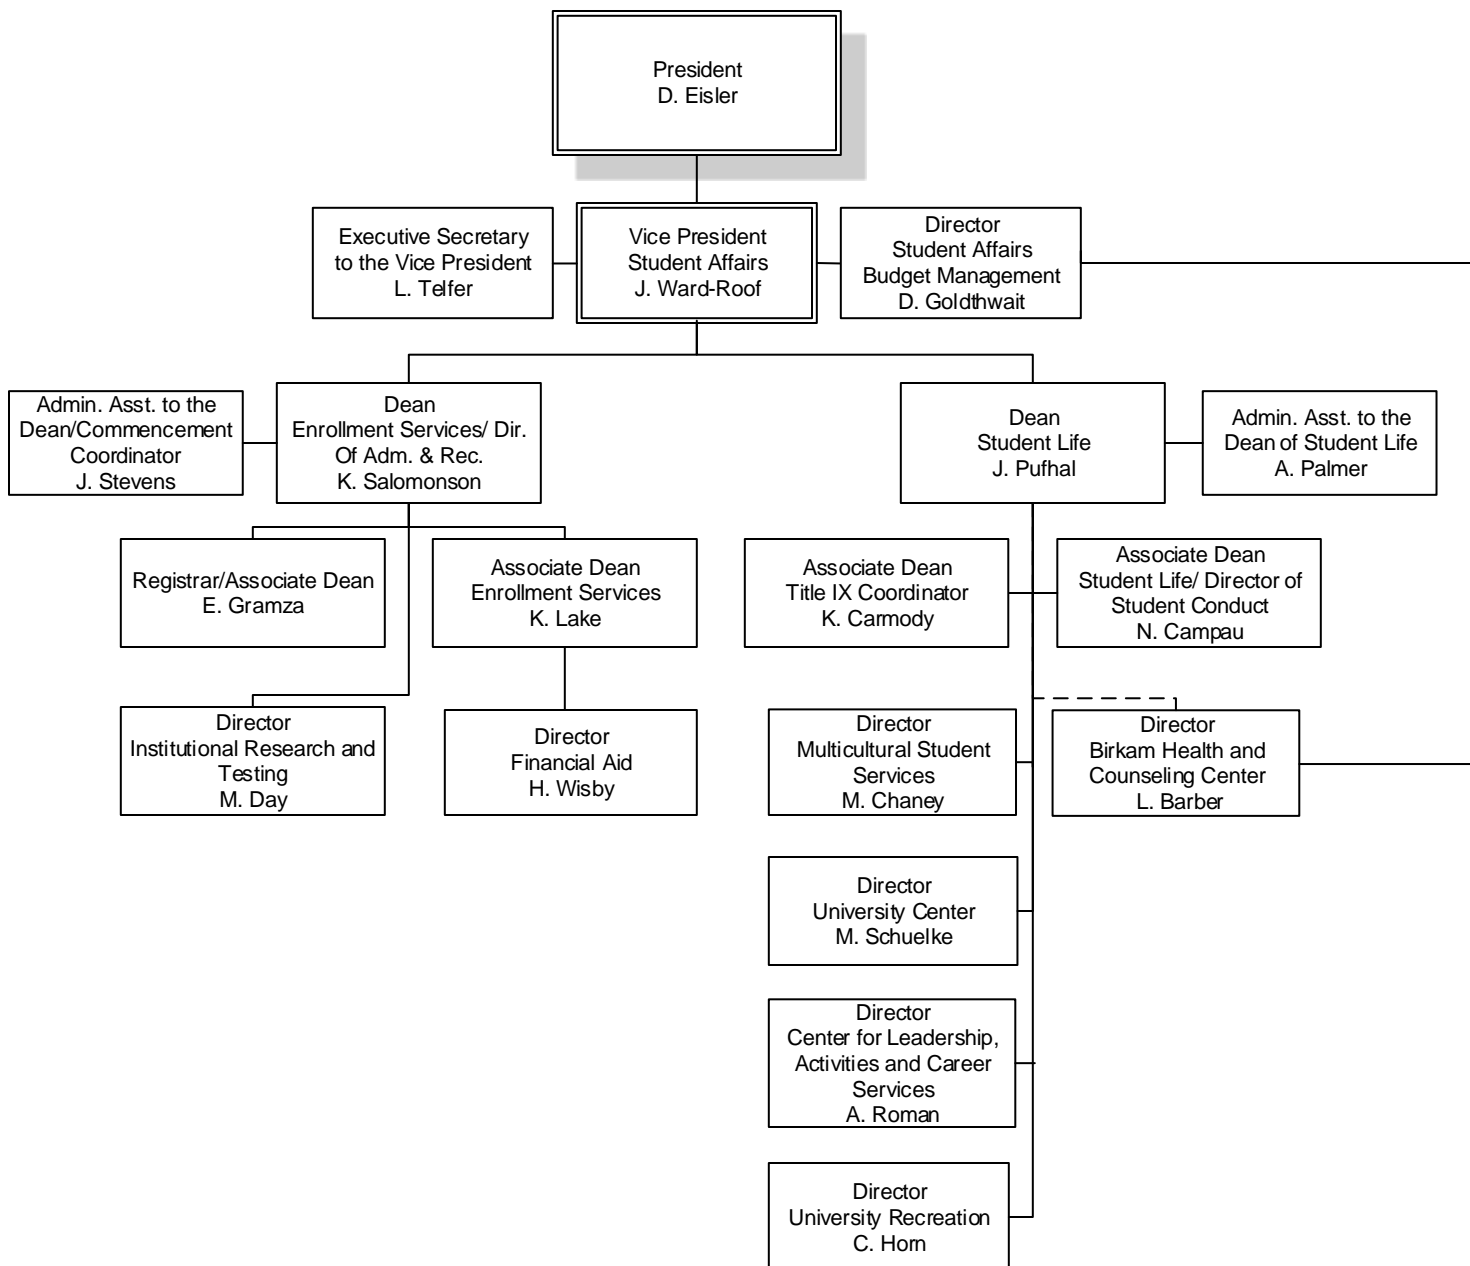 President
D. Eisler
Executive Secretary
to the Vice President
L. Telfer
Vice President
Student Affairs
J. Ward-Roof
Director
Student Affairs
Budget Management
D. Goldthwait
Admin. Asst. to the
Dean/Commencement
Coordinator
J. Stevens
Dean
Enrollment Services/ Dir.
Of Adm. & Rec.
K. Salomonson
Dean
Student Life
J. Pufhal
Admin. Asst. to the
Dean of Student Life
A. Palmer
Registrar/Associate Dean
E. Gramza
Associate Dean
Enrollment Services
K. Lake
Associate Dean
Title IX Coordinator
K. Carmody
Associate Dean
Student Life/ Director of
Student Conduct
N. Campau
Director
Institutional Research and
Testing
M. Day
Director
Financial Aid
H. Wisby
Director
Multicultural Student
Services
M. Chaney
Director
Birkam Health and
Counseling Center
L. Barber
Director
University Center
M. Schuelke
Director
Center for Leadership,
Activities and Career
Services
A. Roman
Director
University Recreation
C. Horn